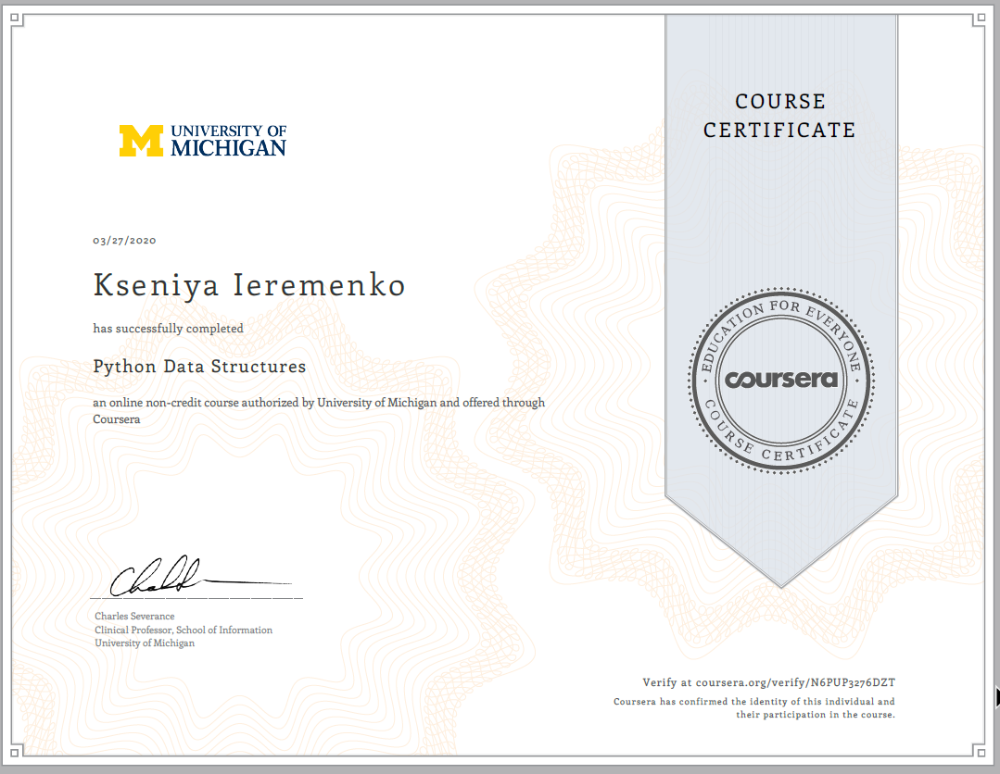 COURSE
CERTIFICATE
UNIVERSITY OF
MICHIGAN
03/27/2020
Kseniya Ieremenko
has successfully completed
Python Data Structures
an online non-credit course authorized by University of Michigan and offered through
Coursera
EDUCATION FOR EVERYONE
coursera
COURSE CERTIFICATE
Charles Severance
Clinical Professor, School of Information
University of Michigan
Verify at coursera.org/verify/N6PUP3276DZT
Coursera has confirmed the identity of this individual and
their participation in the course.